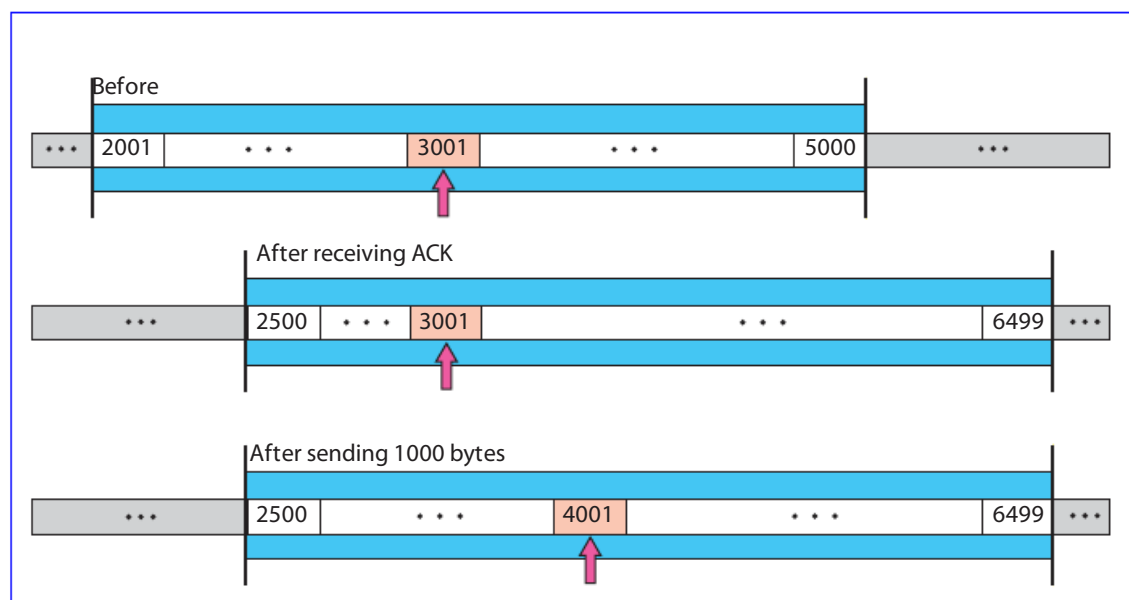 Before
••• 2001 ••• 3001 ••• 5000 •••
After receiving ACK
••• 2500 ••• 3001 ••• 6499 •••
After sending 1000 bytes
••• 2500 ••• 4001 ••• 6499 •••